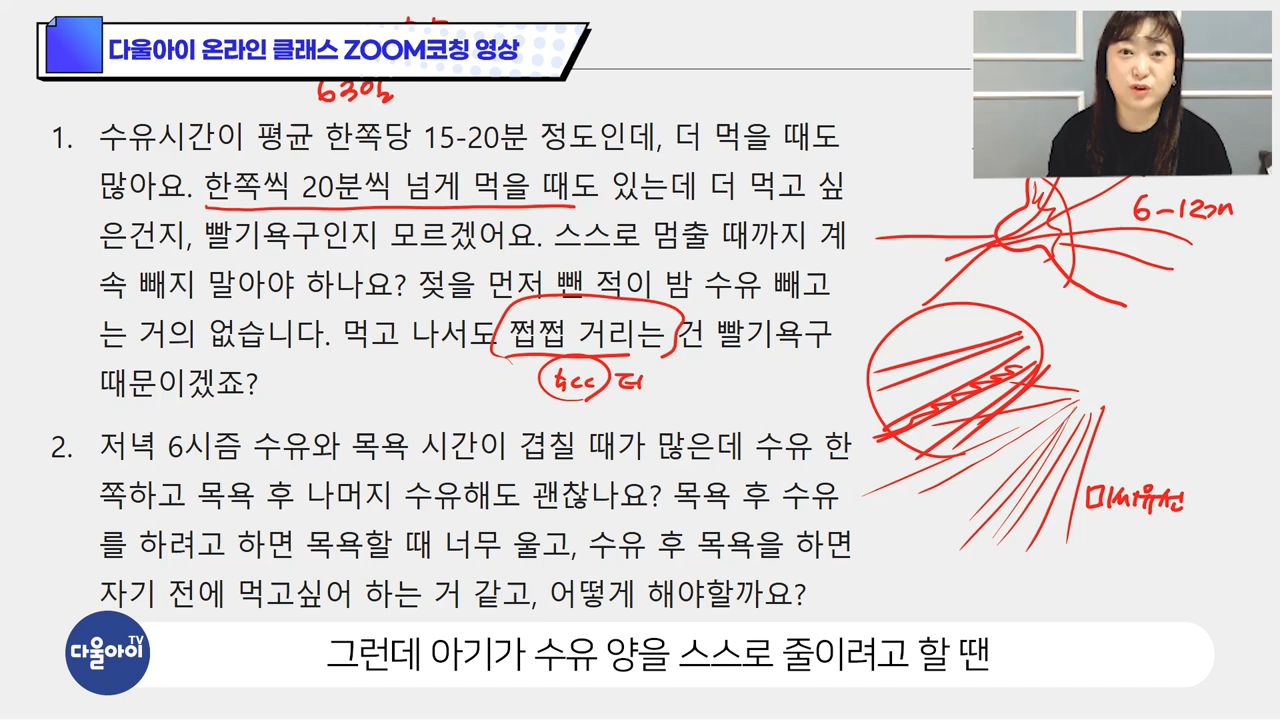 다울아이 온라인 클래스 ZOOM코칭 영상
63일
1. 수유시간이 평균 한쪽당 15-20분 정도인데, 더 먹을 때도
많아요. 한쪽씩 20분씩 넘게 먹을 때도 있는데 더 먹고 싶
은건지, 빨기욕구인지 모르겠어요. 스스로 멈출 때까지 계
속 빼지 말아야 하나요? 젖을 먼저 뺀 적이 밤 수유 빼고
는 거의 없습니다. 먹고 나서도 쩝쩝 거리는 건 빨기욕구
때문이겠죠?
수cc 더
6-12개
2. 저녁 6시즘 수유와 목욕 시간이 겹칠 때가 많은데 수유 한
쪽하고 목욕 후 나머지 수유해도 괜찮나요? 목욕 후 수유
를 하려고 하면 목욕할 때 너무 울고, 수유 후 목욕을 하면
자기 전에 먹고싶어 하는 거 같고, 어떻게 해야할까요?
미세유선
다울아이 TV
그런데 아기가 수유 양을 스스로 줄이려고 할 땐